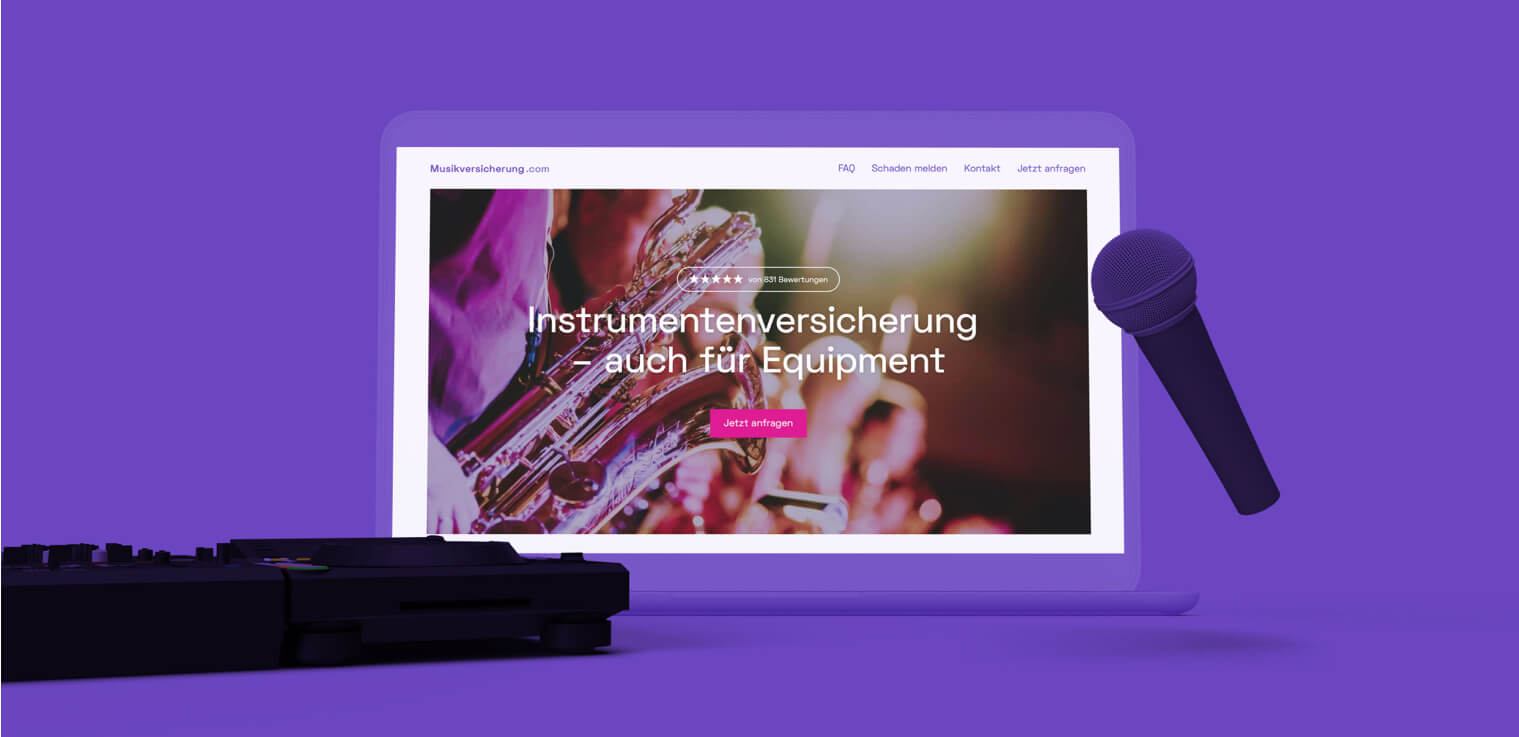 Musikversicherung.com
FAQ Schaden melden Kontakt Jetzt anfragen
★★★★★ von 831 Bewertungen
Instrumentenversicherung
– auch für Equipment
Jetzt anfragen